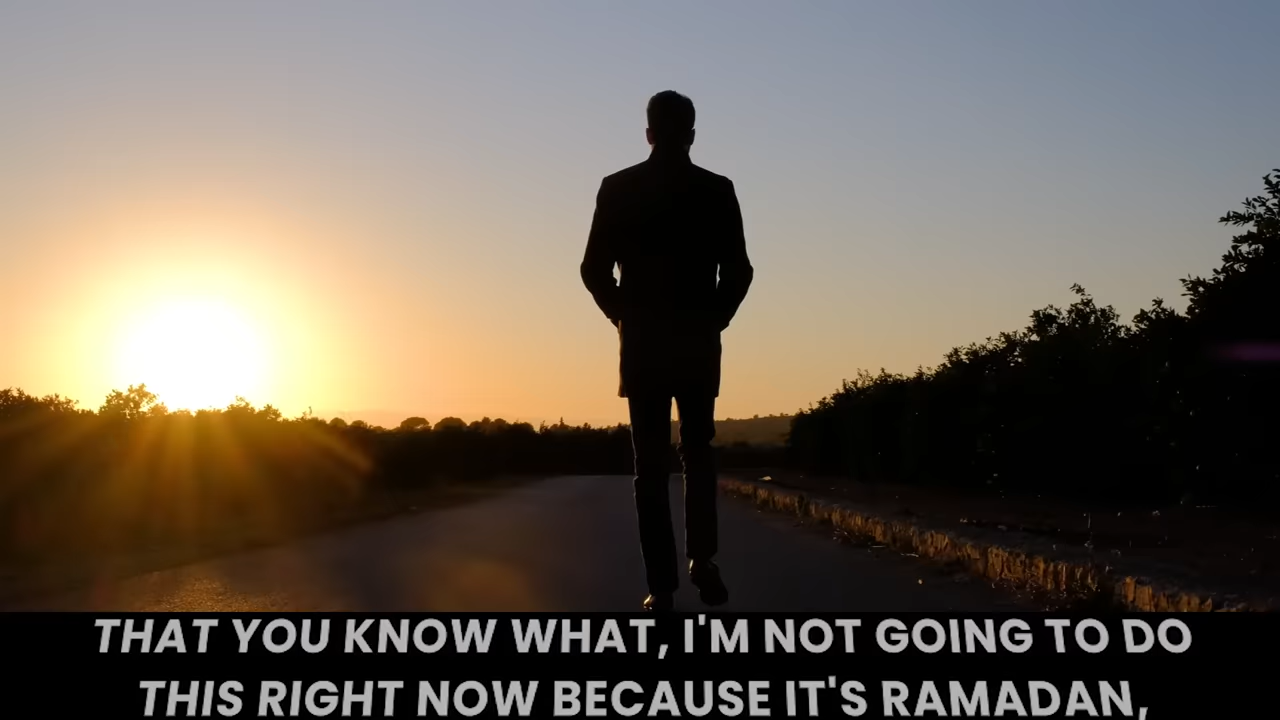 THAT YOU KNOW WHAT, I'M NOT GOING TO DO
THIS RIGHT NOW BECAUSE IT'S RAMADAN,